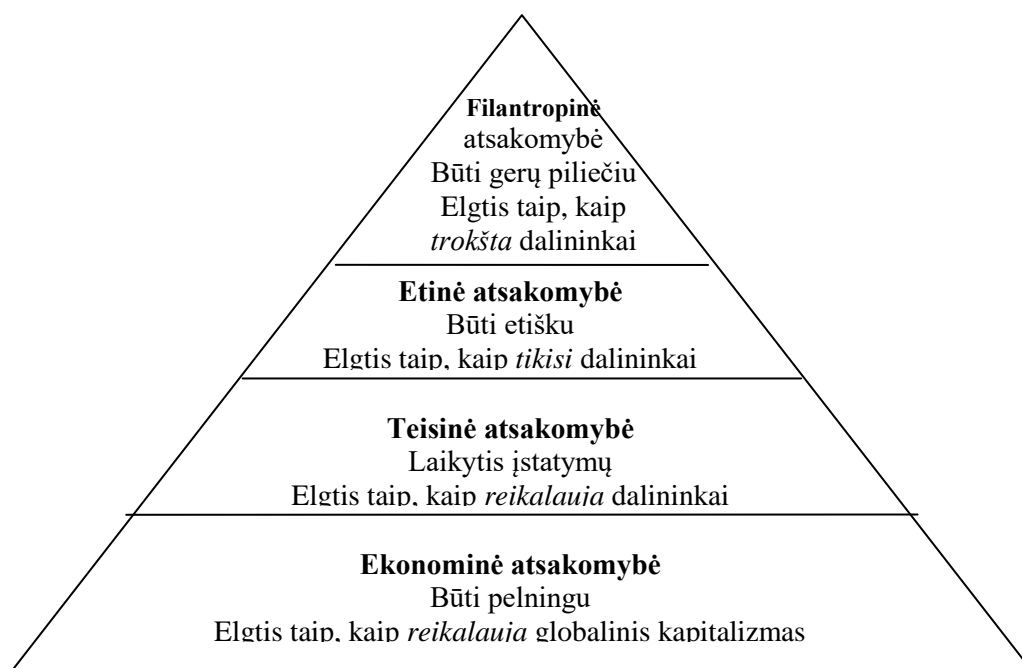 Filantropinė
atsakomybė
Būti gerų piliečiu
Elgtis taip, kaip
trokšta dalininkai
Etinė atsakomybė
Būti etišku
Elgtis taip, kaip tikisi dalininkai
Teisinė atsakomybė
Laikytis įstatymų
Elgtis taip, kaip reikalauja dalininkai
Ekonominė atsakomybė
Būti pelningu
Elgtis taip, kaip reikalauja globalinis kapitalizmas